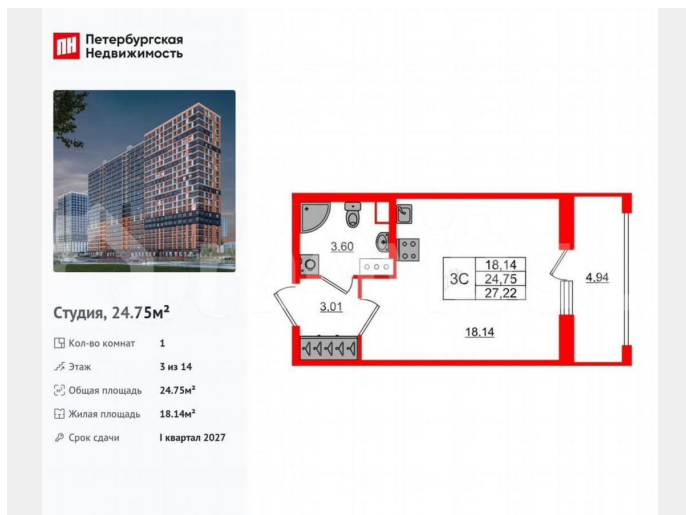 ПН
Петербургская
Недвижимость
Студия, 24.75м²
Кол-во комнат 1
Этаж 3 из 14
Общая площадь 24.75м²
Жилая площадь 18.14м²
Срок сдачи I квартал 2027
3.60
3.01
3С
18,14
24,75
27,22
18.14
4.94